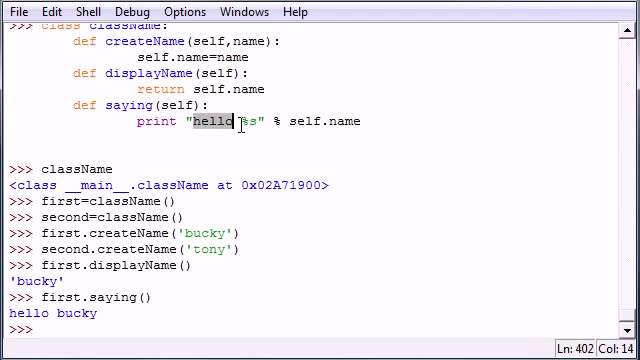 File Edit Shell Debug Options Windows Help
>>> class className:
def createName(self,name):
self.name=name
def displayName(self):
return self.name
def saying(self):
print "hello %s" % self.name
>>> className
<class __main__.className at 0x02A71900>
>>> first=className()
>>> second=className()
>>> first.createName('bucky')
>>> second.createName('tony')
>>> first.displayName()
'bucky'
>>> first.saying()
hello bucky
>>>
Ln: 402 Col: 14